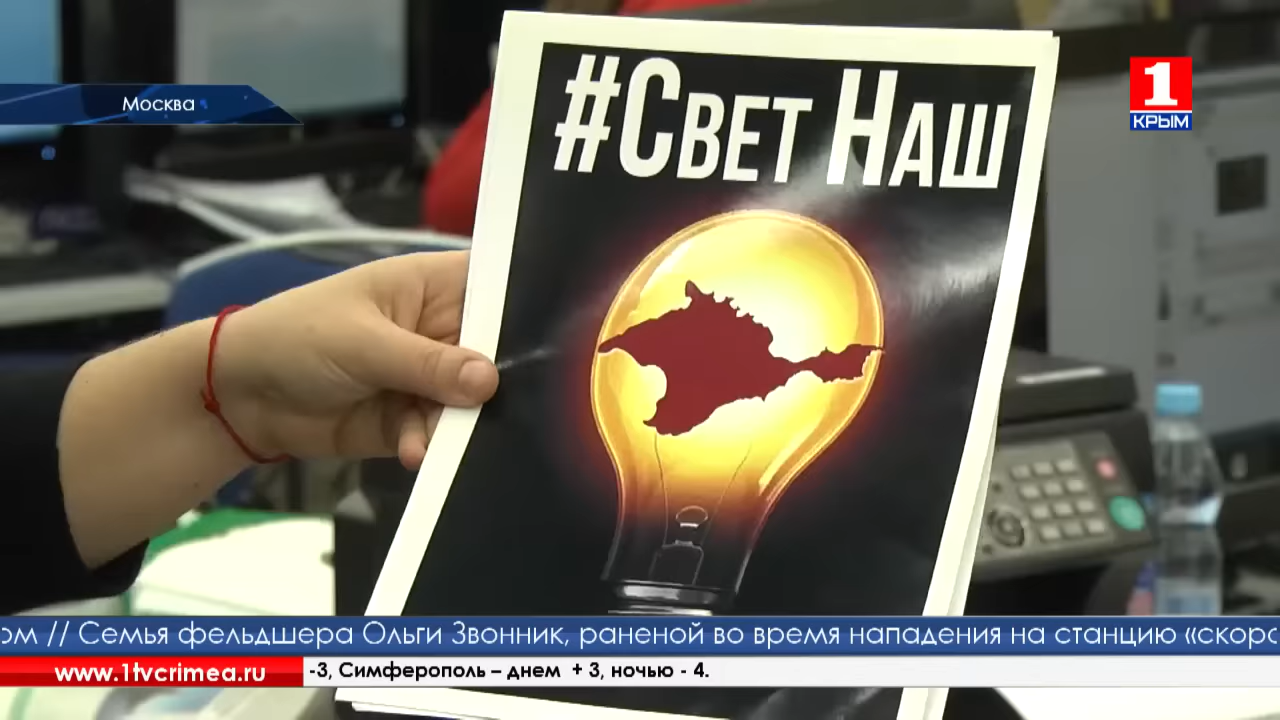 #Свет Наш
Москва
1
КРЫМ
ом // Семья фельдшера Ольги Звонник, раненой во время нападения на станцию «скоро
www.1tvcrimea.ru
-3, Симферополь – днем + 3, ночью - 4.